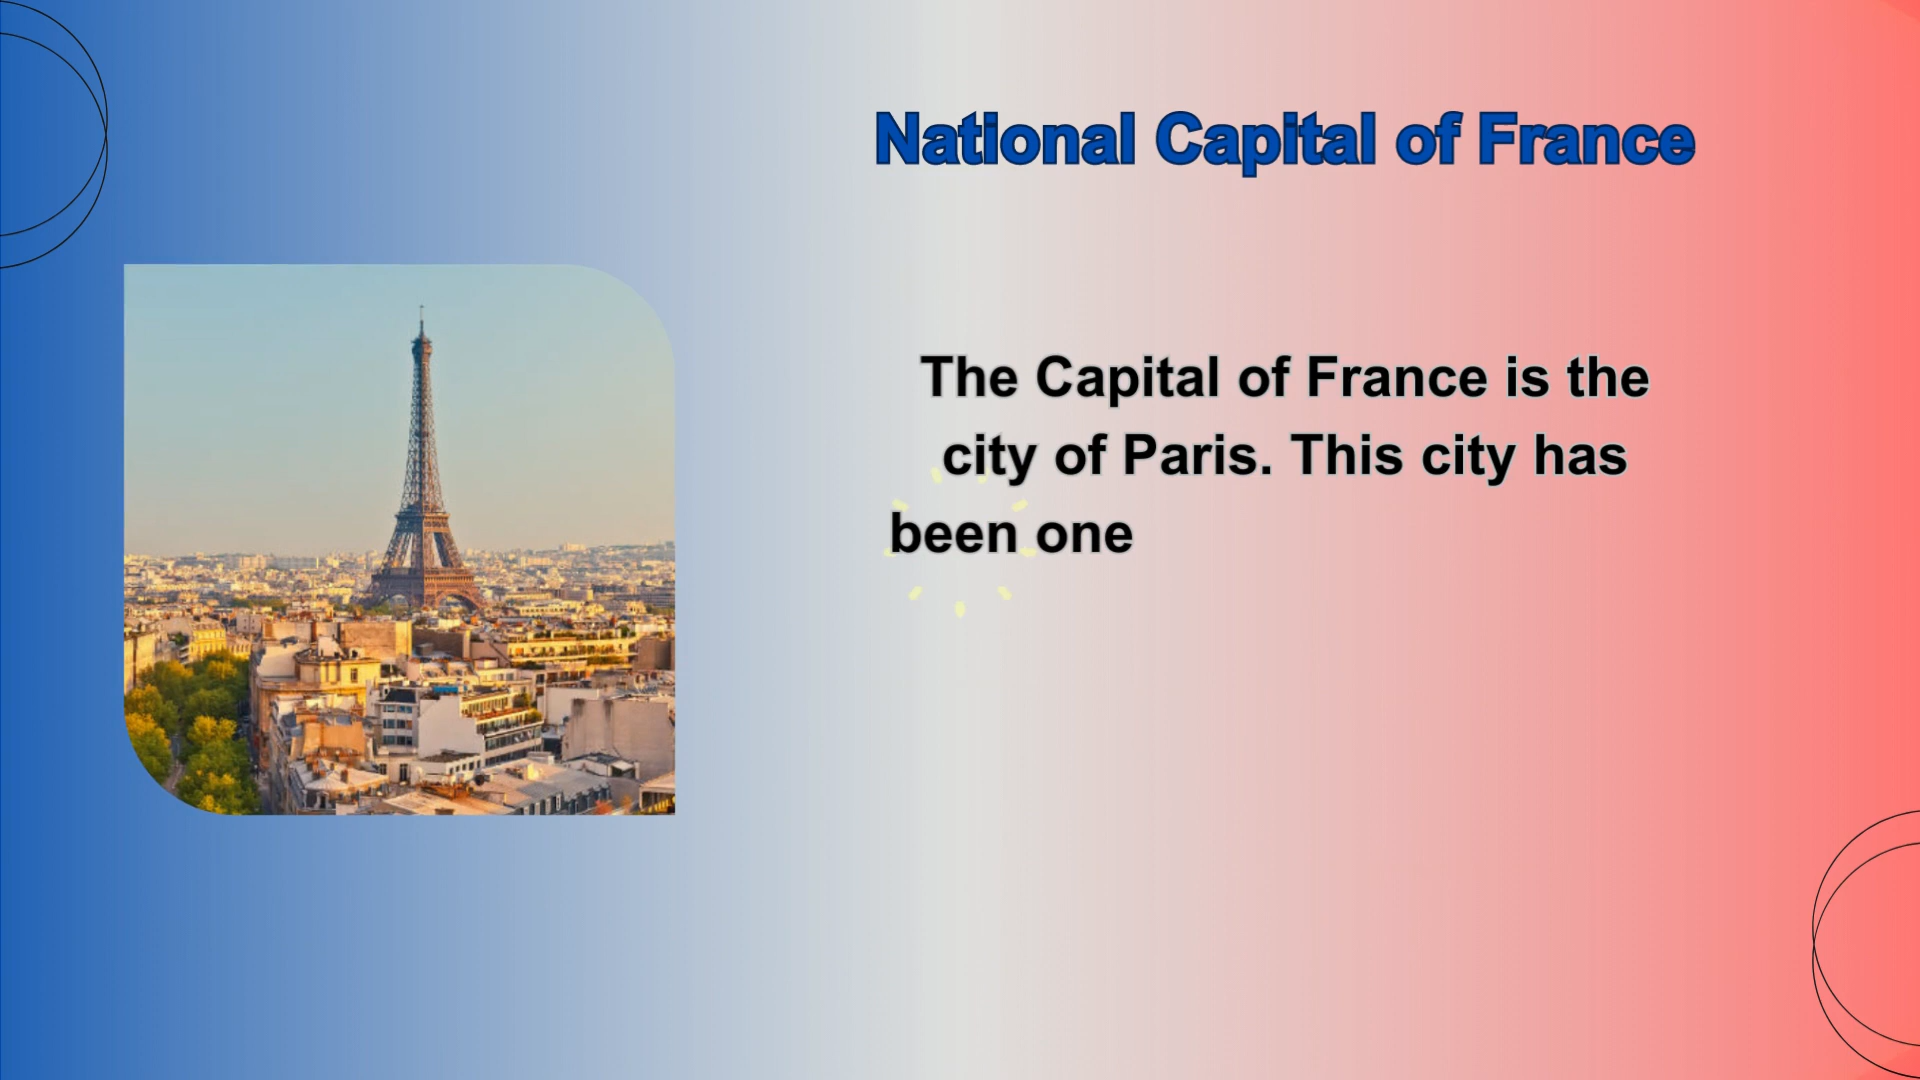 National Capital of France
The Capital of France is the
city of Paris. This city has
been one